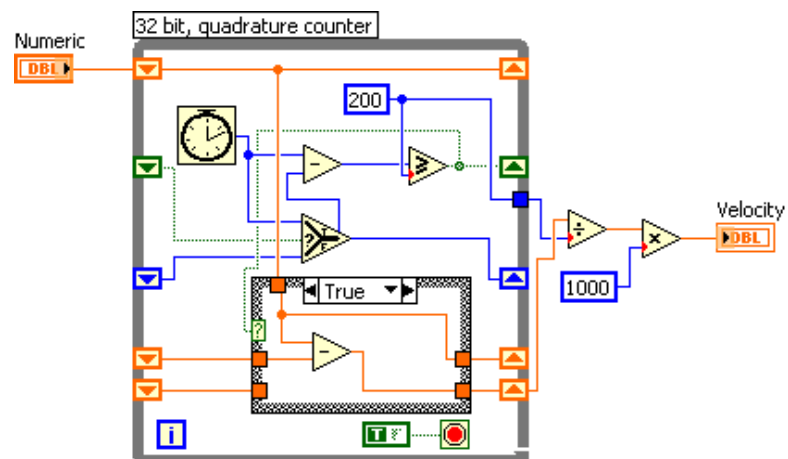 32 bit, quadrature counter
Numeric
DBL
200
Velocity
DBL
1000
True
?
?
i
T